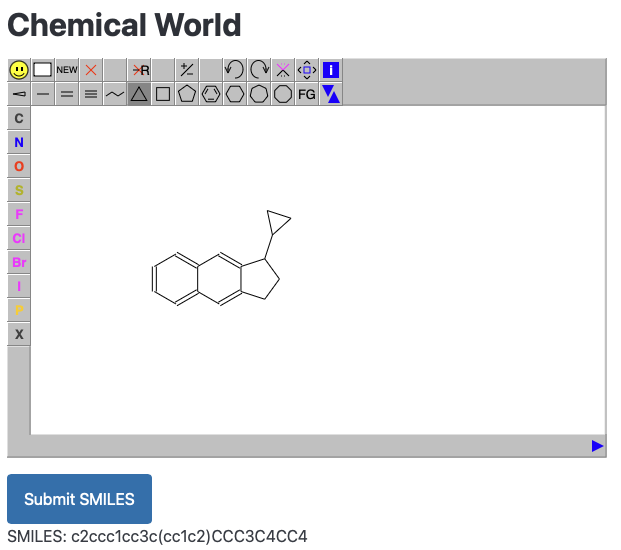 Chemical World
NEW R +/- i
FG
C
N
O
S
F
Cl
Br
I
P
X
Submit SMILES
SMILES: c2ccc1cc3c(cc1c2)CCC3C4CC4